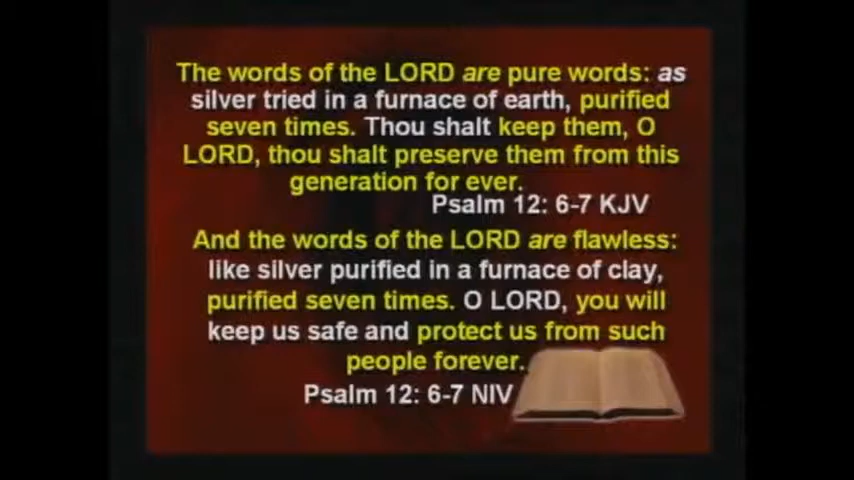 The words of the LORD are pure words: as
silver tried in a furnace of earth, purified
seven times. Thou shalt keep them, O
LORD, thou shalt preserve them from this
generation for ever.
Psalm 12: 6-7 KJV
And the words of the LORD are flawless:
like silver purified in a furnace of clay,
purified seven times. O LORD, you will
keep us safe and protect us from such
people forever.
Psalm 12: 6-7 NIV